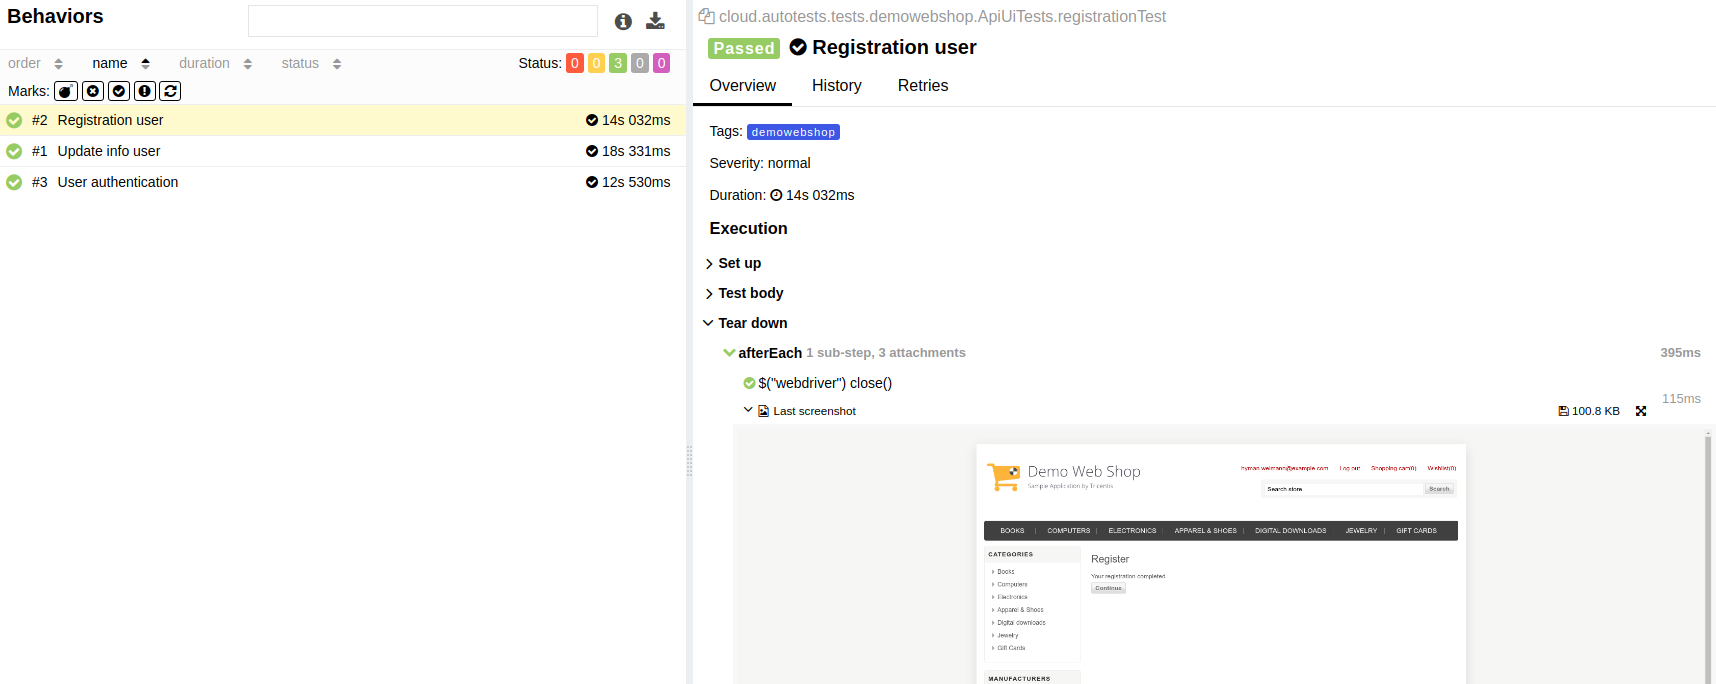 Behaviors
order name duration status Status: 0 0 3 0 0
Marks:
#2 Registration user 14s 032ms
#1 Update info user 18s 331ms
#3 User authentication 12s 530ms
cloud.autotests.tests.demowebshop.ApiUiTests.registrationTest
Passed Registration user
Overview History Retries
Tags: demowebshop
Severity: normal
Duration: 14s 032ms
Execution
Set up
Test body
Tear down
afterEach 1 sub-step, 3 attachments 395ms
$("webdriver") close()
115ms
Last screenshot 100.8 KB
Demo Web Shop
Sample Application by Tricentis
hyman.weimann@example.com Log out Shopping cart(0) Wishlist(0)
Search store Search
BOOKS COMPUTERS ELECTRONICS APPAREL & SHOES DIGITAL DOWNLOADS JEWELRY GIFT CARDS
CATEGORIES
Books
Computers
Electronics
Apparel & Shoes
Digital downloads
Jewelry
Gift Cards
MANUFACTURERS
Register
Your registration completed
Continue